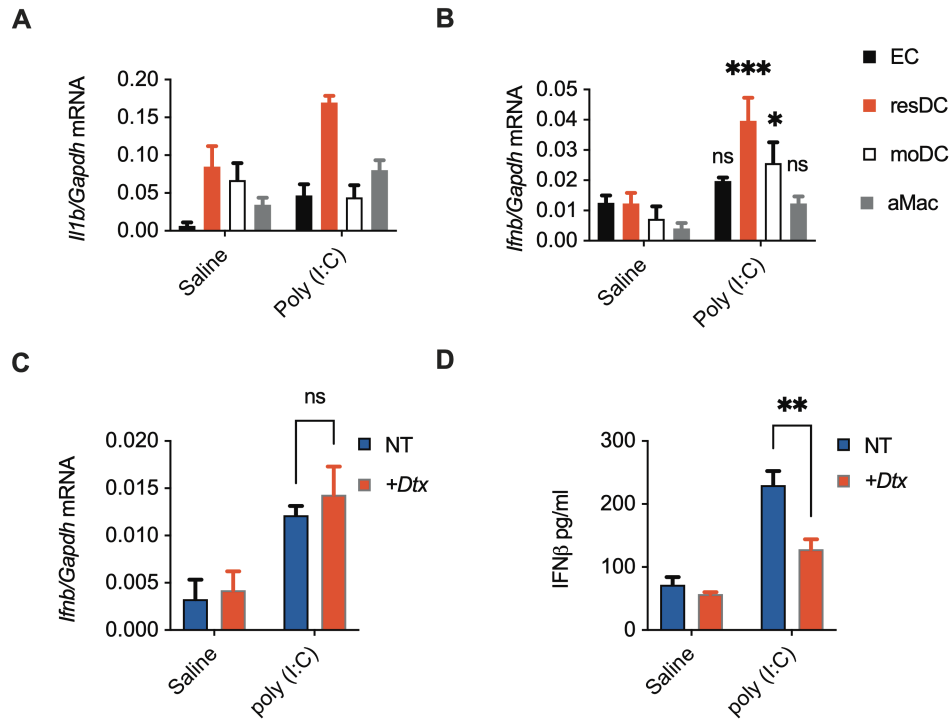 A
Il1b/Gapdh mRNA
0.20
0.15
0.10
0.05
0.00
Saline
Poly (I:C)
B
Ifnb/Gapdh mRNA
0.05
0.04
0.03
0.02
0.01
0.00
ns
***
*
ns
Saline
Poly (I:C)
EC
resDC
moDC
aMac
C
Ifnb/Gapdh mRNA
0.020
0.015
0.010
0.005
0.000
ns
Saline
poly (I:C)
NT
+Dtx
D
IFNβ pg/ml
300
200
100
0
**
Saline
poly (I:C)
NT
+Dtx